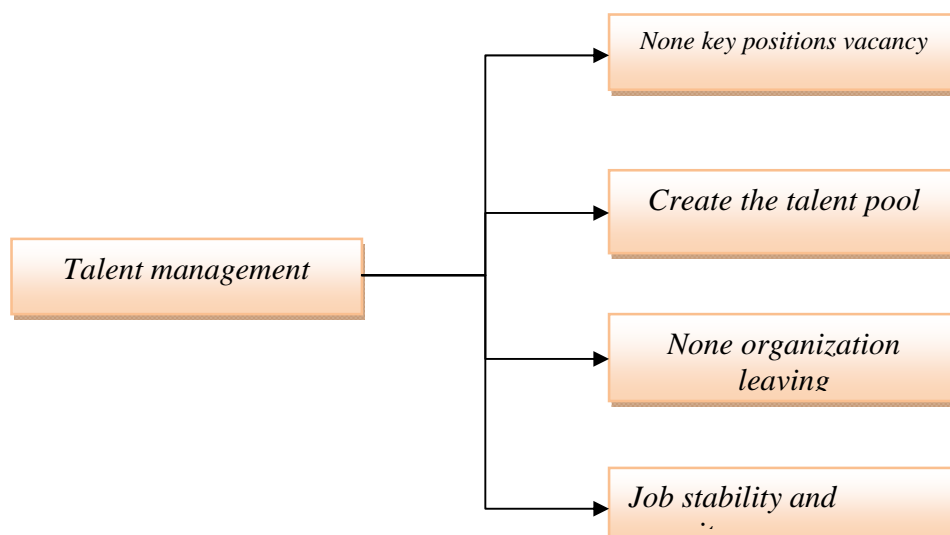 None key positions vacancy
Create the talent pool
Talent management
None organization
leaving
Job stability and